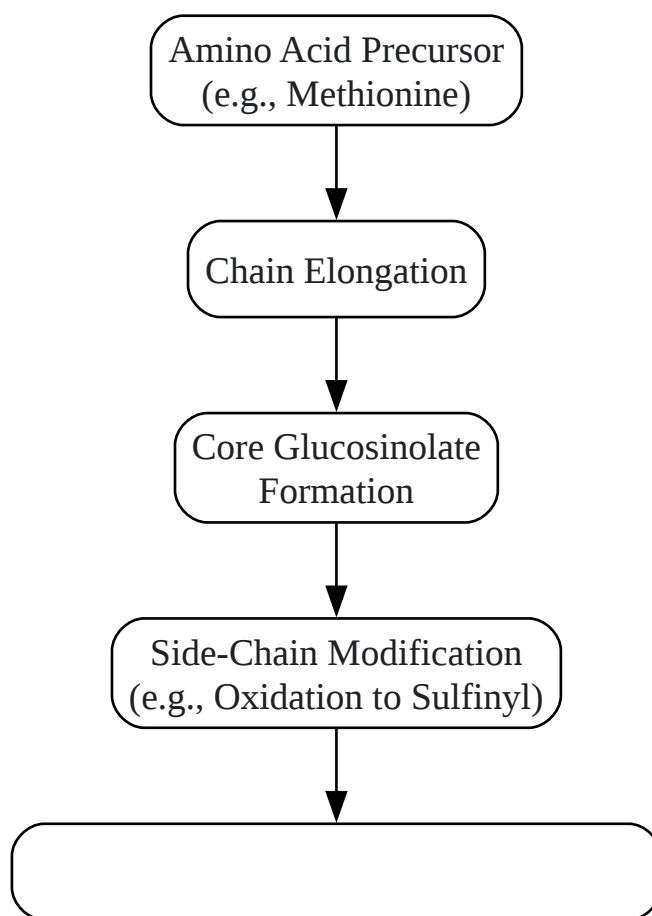 Amino Acid Precursor
(e.g., Methionine)
Chain Elongation
Core Glucosinolate
Formation
Side-Chain Modification
(e.g., Oxidation to Sulfinyl)